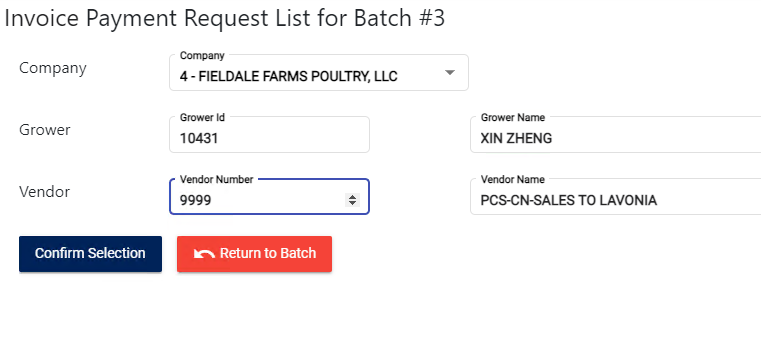 Invoice Payment Request List for Batch #3
Company
Company
4 - FIELDALE FARMS POULTRY, LLC
Grower
Grower Id
10431
Grower Name
XIN ZHENG
Vendor
Vendor Number
9999
Vendor Name
PCS-CN-SALES TO LAVONIA
Confirm Selection
Return to Batch